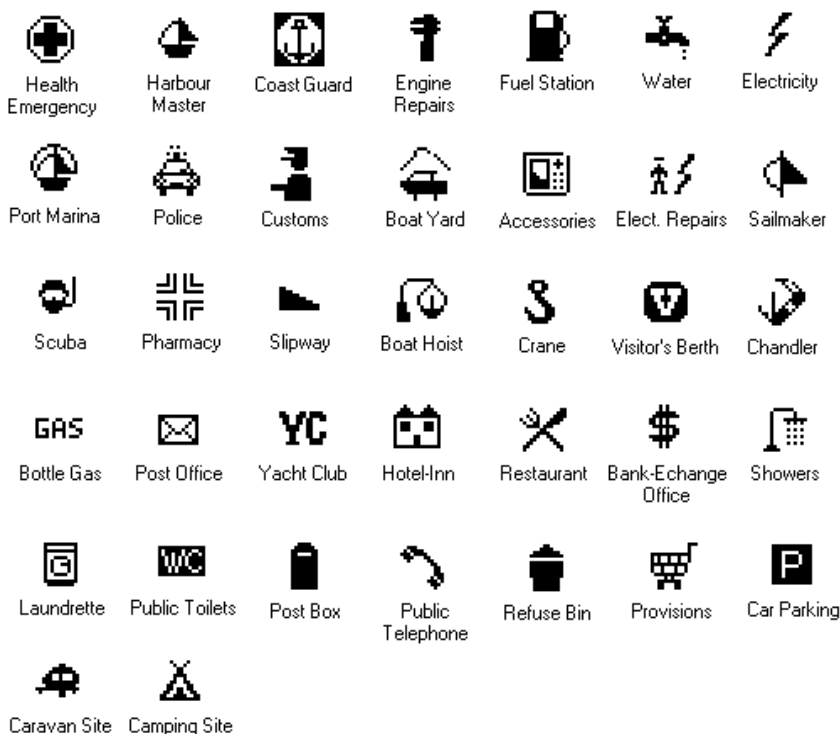 Health Emergency
Harbour Master
Coast Guard
Engine Repairs
Fuel Station
Water
Electricity
Port Marina
Police
Customs
Boat Yard
Accessories
Elect. Repairs
Sailmaker
Scuba
Pharmacy
Slipway
Boat Hoist
Crane
Visitor's Berth
Chandler
GAS
YC
$
Bottle Gas
Post Office
Yacht Club
Hotel-Inn
Restaurant
Bank-Echange Office
Showers
WC
P
Laundrette
Public Toilets
Post Box
Public Telephone
Refuse Bin
Provisions
Car Parking
Caravan Site
Camping Site